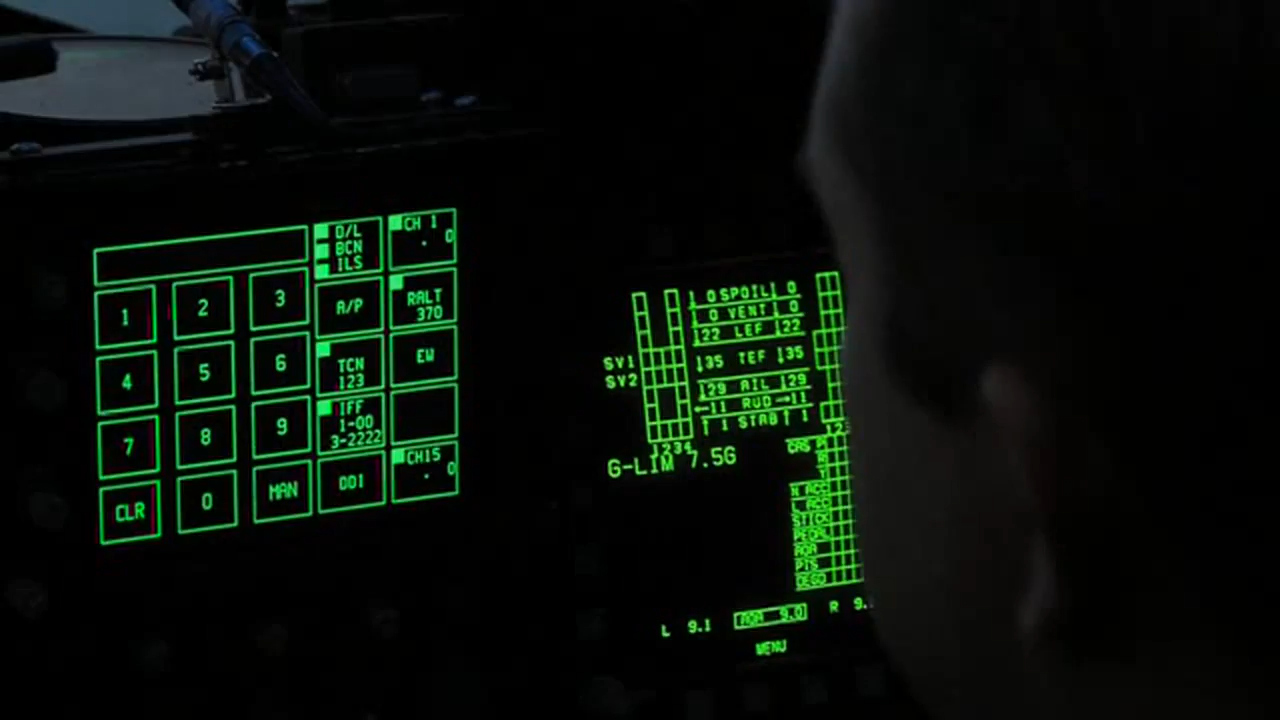 D/L
BCN
ILS
CH 1
. 0
1
2
3
A/P
RALT
370
4
5
6
TCN
123
EW
7
8
9
IFF
1-00
3-2222
CLR
0
MAN
CH15
. 0
0 SPOIL 0
0 VENT 0
22 LEF 22
35 TEF 35
29 AIL 29
←11 RUD →11
1 STAB 1
SV1
SV2
1234
G-LIM 7.5G
CAS P
R
Y
N ACC
L ACC
STICK
PEDAL
AOA
DEGD
L 9.1
AOA 9.0
R 9.
MENU